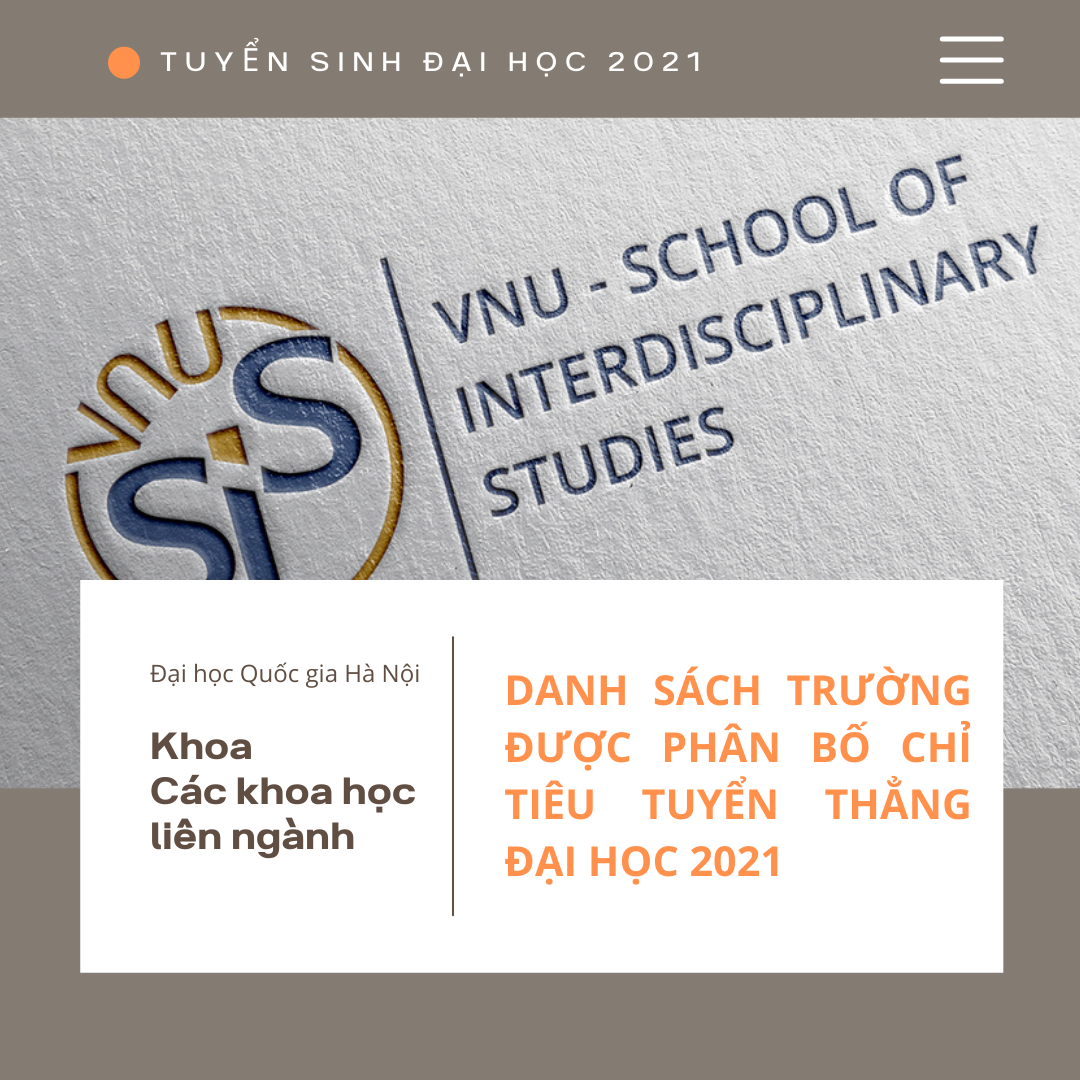 TUYỂN SINH ĐẠI HỌC 2021
vnu
SiS
VNU - SCHOOL OF
INTERDISCIPLINARY
STUDIES
Đại học Quốc gia Hà Nội
Khoa
Các khoa học
liên ngành
DANH SÁCH TRƯỜNG
ĐƯỢC PHÂN BỐ CHỈ
TIÊU TUYỂN THẲNG
ĐẠI HỌC 2021